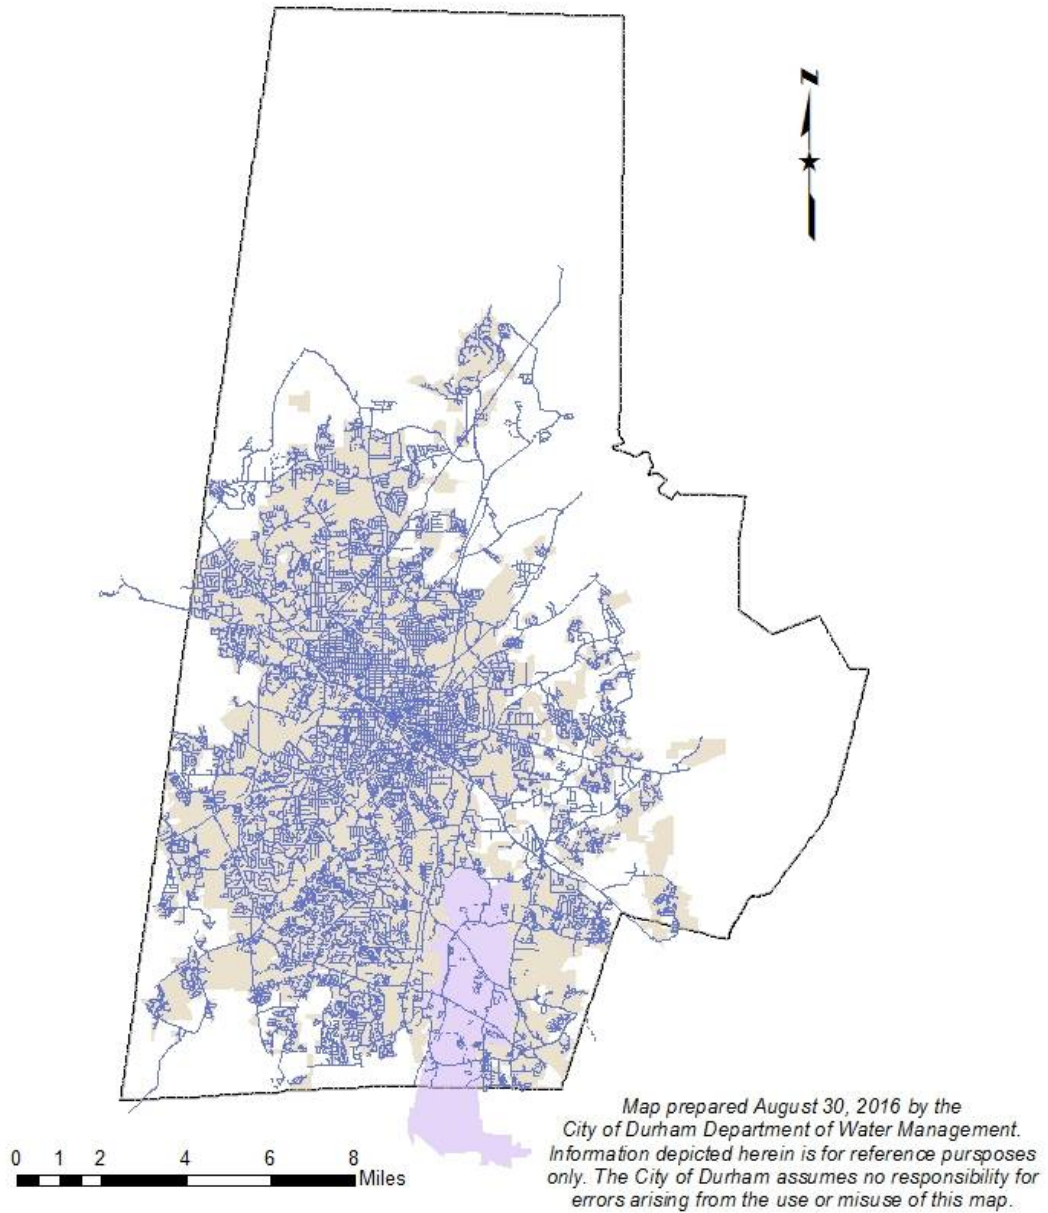 N
Map prepared August 30, 2016 by the
City of Durham Department of Water Management.
Information depicted herein is for reference pursposes
only. The City of Durham assumes no responsibility for
errors arising from the use or misuse of this map.
0 1 2 4 6 8
Miles